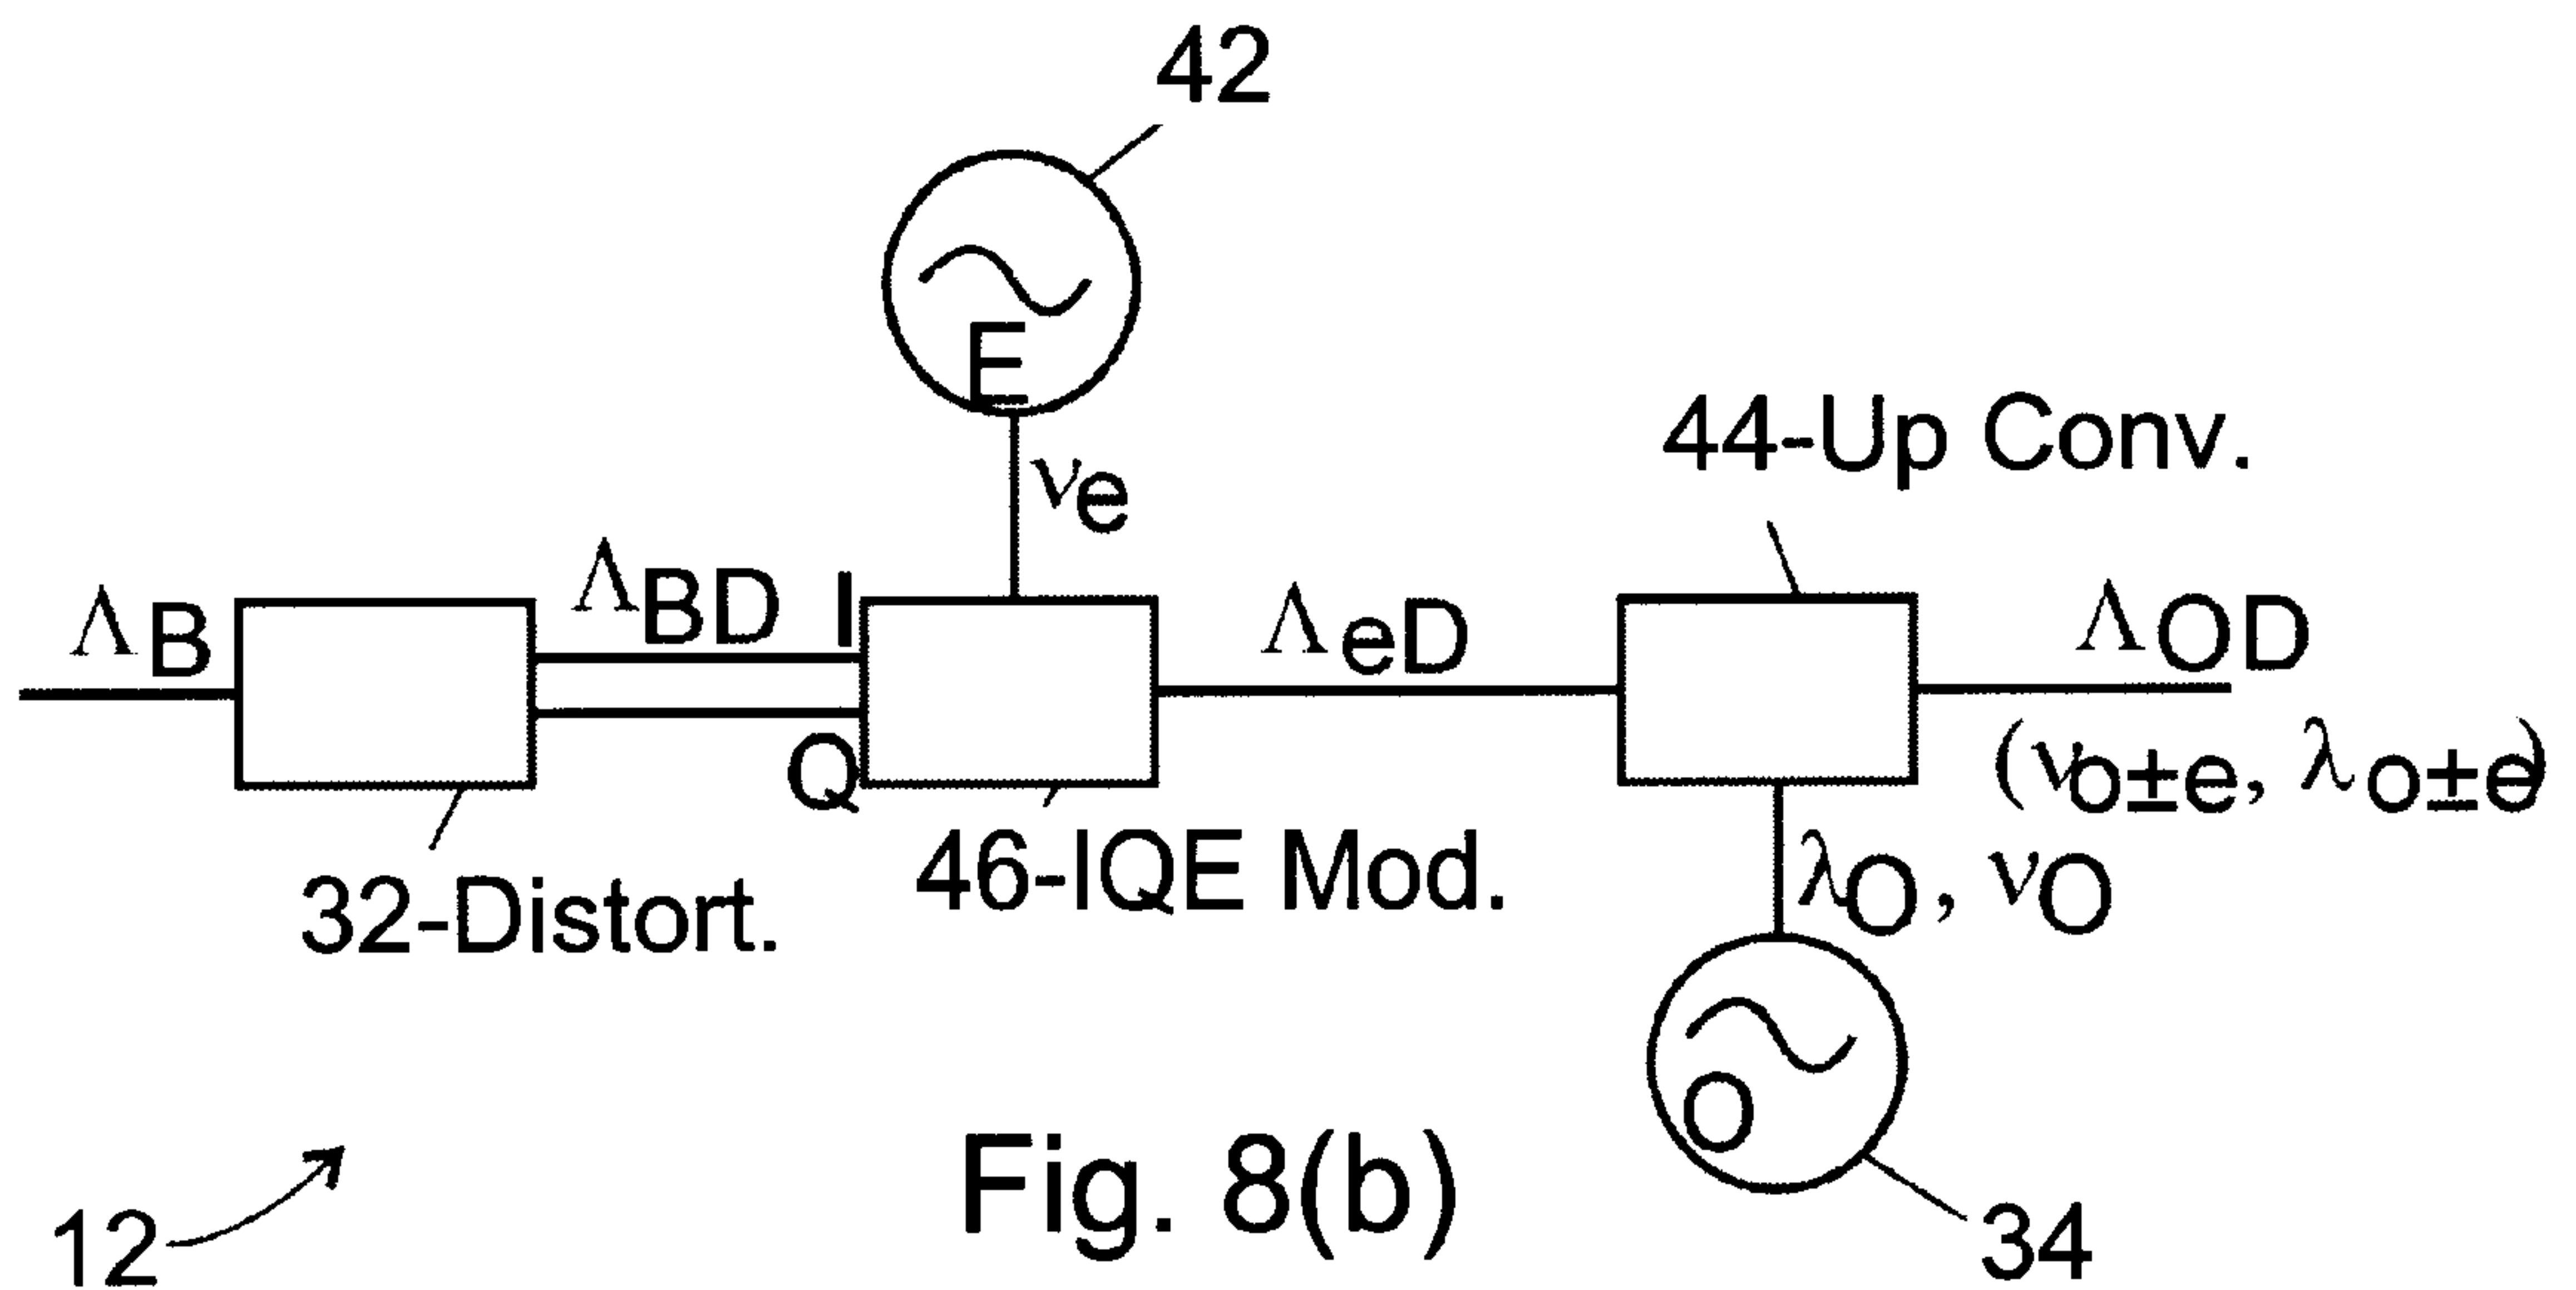 42
E
νe
44-Up Conv.
ΛB
ΛBD I
ΛeD
ΛOD
Q
(νo±e, λo±e)
32-Distort.
46-IQE Mod.
λO, νO
O
12
Fig. 8(b)
34